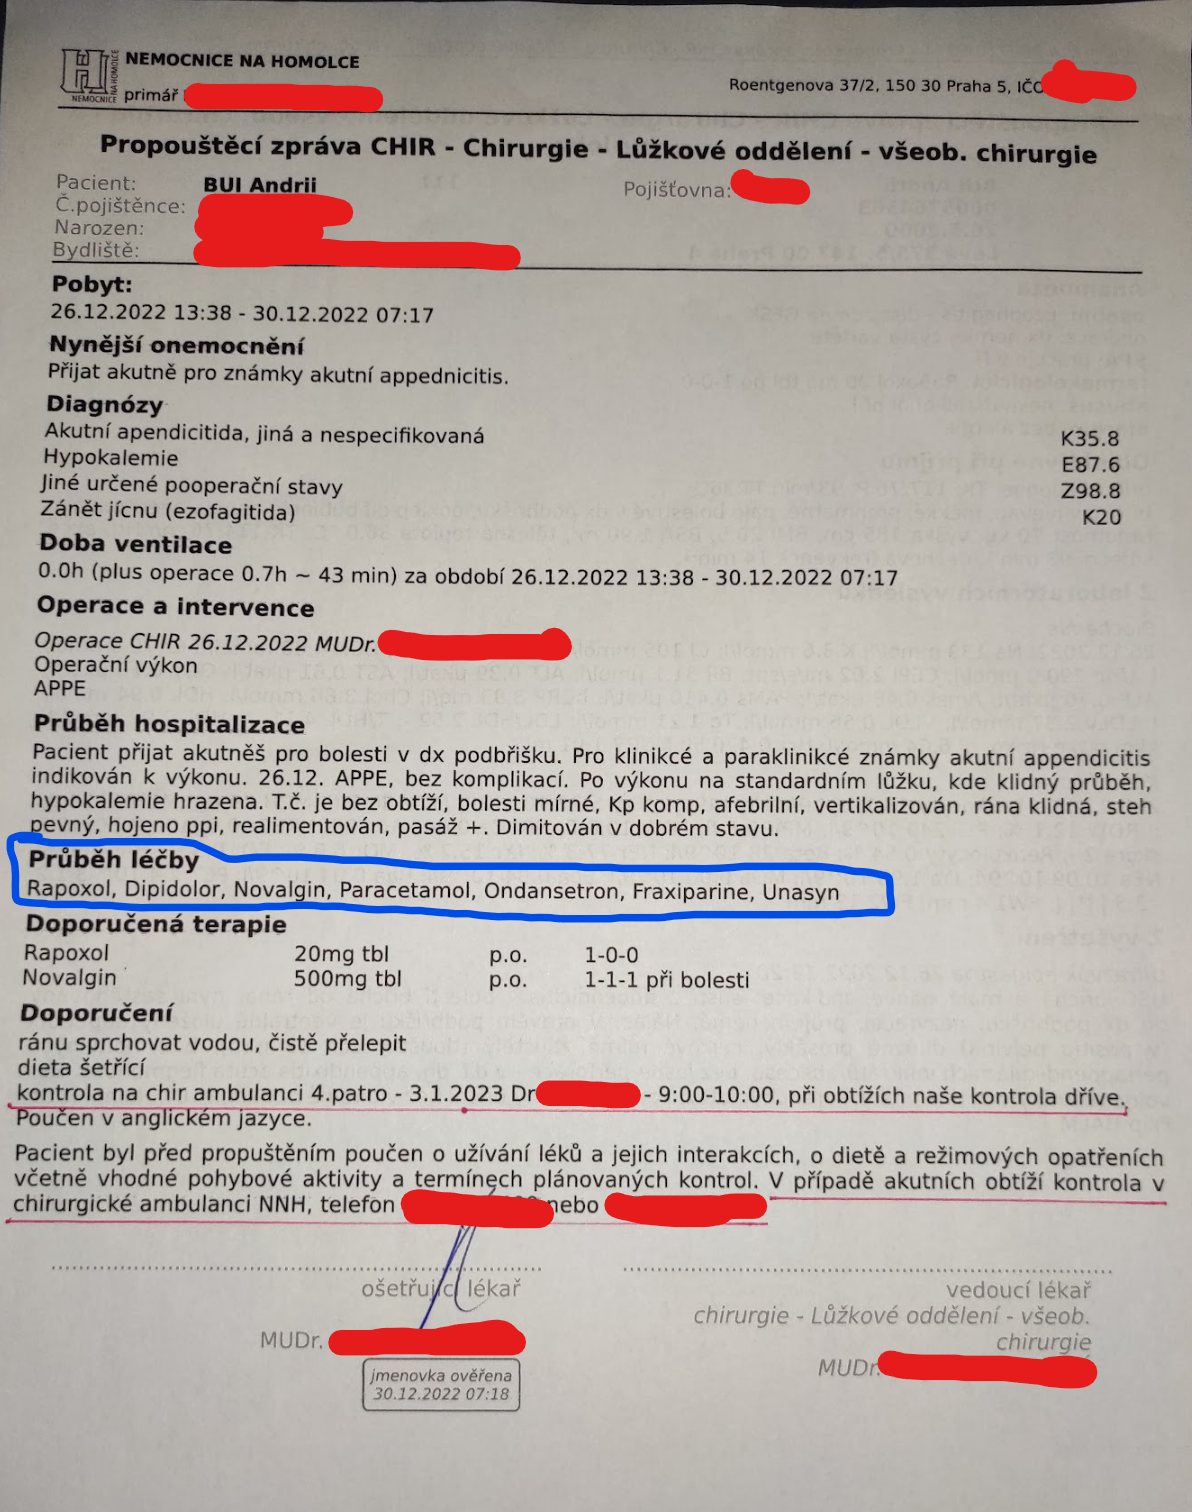 NEMOCNICE NA HOMOLCE
NEMOCNICE NA HOMOLCE
primář
Roentgenova 37/2, 150 30 Praha 5, IČO
Propouštěcí zpráva CHIR - Chirurgie - Lůžkové oddělení - všeob. chirurgie
Pacient: BUI Andrii Pojišťovna:
Č.pojištěnce:
Narozen:
Bydliště:
Pobyt:
26.12.2022 13:38 - 30.12.2022 07:17
Nynější onemocnění
Přijat akutně pro známky akutní appednicitis.
Diagnózy
Akutní apendicitida, jiná a nespecifikovaná K35.8
Hypokalemie E87.6
Jiné určené pooperační stavy Z98.8
Zánět jícnu (ezofagitida) K20
Doba ventilace
0.0h (plus operace 0.7h ~ 43 min) za období 26.12.2022 13:38 - 30.12.2022 07:17
Operace a intervence
Operace CHIR 26.12.2022 MUDr.
Operační výkon
APPE
Průběh hospitalizace
Pacient přijat akutněš pro bolesti v dx podbřišku. Pro klinikcé a paraklinikcé známky akutní appendicitis
indikován k výkonu. 26.12. APPE, bez komplikací. Po výkonu na standardním lůžku, kde klidný průběh,
hypokalemie hrazena. T.č. je bez obtíží, bolesti mírné, Kp komp, afebrilní, vertikalizován, rána klidná, steh
pevný, hojeno ppi, realimentován, pasáž +. Dimitován v dobrém stavu.
Průběh léčby
Rapoxol, Dipidolor, Novalgin, Paracetamol, Ondansetron, Fraxiparine, Unasyn
Doporučená terapie
Rapoxol 20mg tbl p.o. 1-0-0
Novalgin 500mg tbl p.o. 1-1-1 při bolesti
Doporučení
ránu sprchovat vodou, čistě přelepit
dieta šetřící
kontrola na chir ambulanci 4.patro - 3.1.2023 Dr - 9:00-10:00, při obtížích naše kontrola dříve.
Poučen v anglickém jazyce.
Pacient byl před propuštěním poučen o užívání léků a jejich interakcích, o dietě a režimových opatřeních
včetně vhodné pohybové aktivity a termínech plánovaných kontrol. V případě akutních obtíží kontrola v
chirurgické ambulanci NNH, telefon nebo
ošetřující lékař
vedoucí lékař
chirurgie - Lůžkové oddělení - všeob.
chirurgie
MUDr.
MUDr.
jmenovka ověřena
30.12.2022 07:18